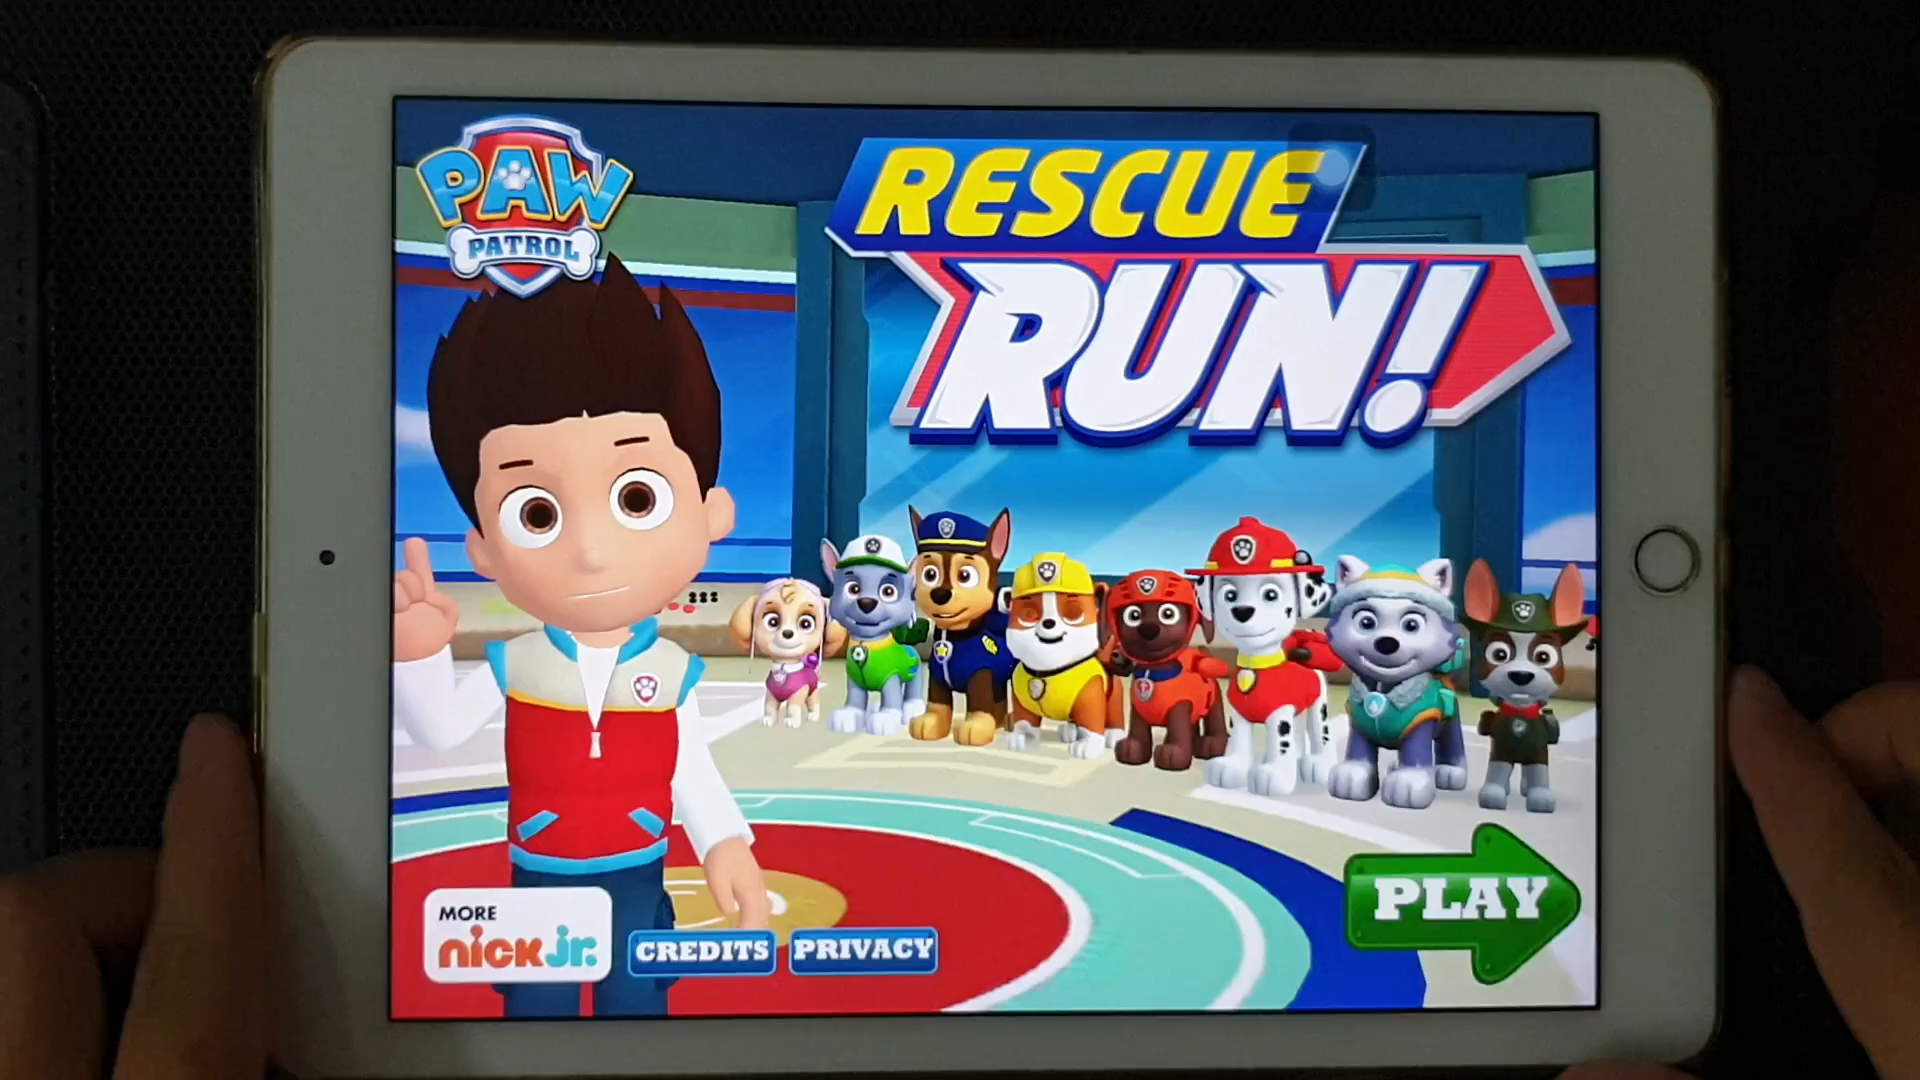 PAW
PATROL
RESCUE
RUN!
PLAY
MORE
nick jr.
CREDITS
PRIVACY